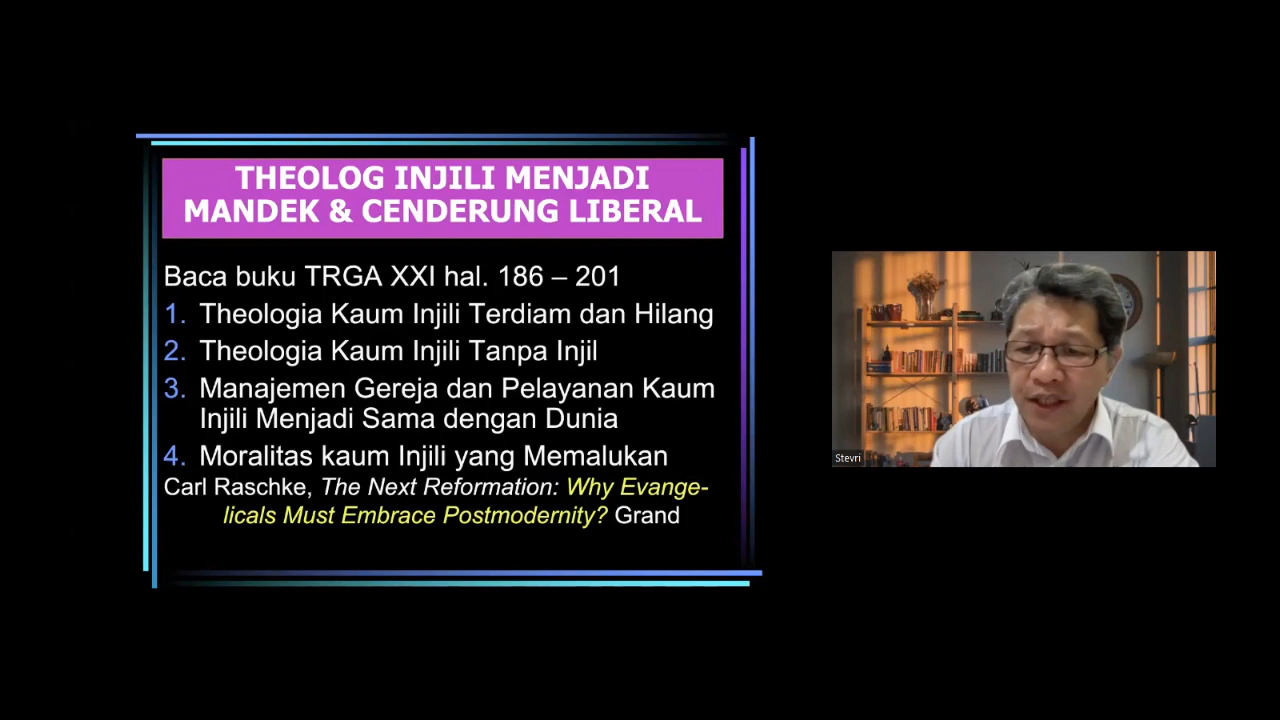 THEOLOG INJILI MENJADI
MANDEK & CENDERUNG LIBERAL
Baca buku TRGA XXI hal. 186 – 201
1. Theologia Kaum Injili Terdiam dan Hilang
2. Theologia Kaum Injili Tanpa Injil
3. Manajemen Gereja dan Pelayanan Kaum
Injili Menjadi Sama dengan Dunia
4. Moralitas kaum Injili yang Memalukan
Carl Raschke, The Next Reformation: Why Evange-
licals Must Embrace Postmodernity? Grand
Stevri